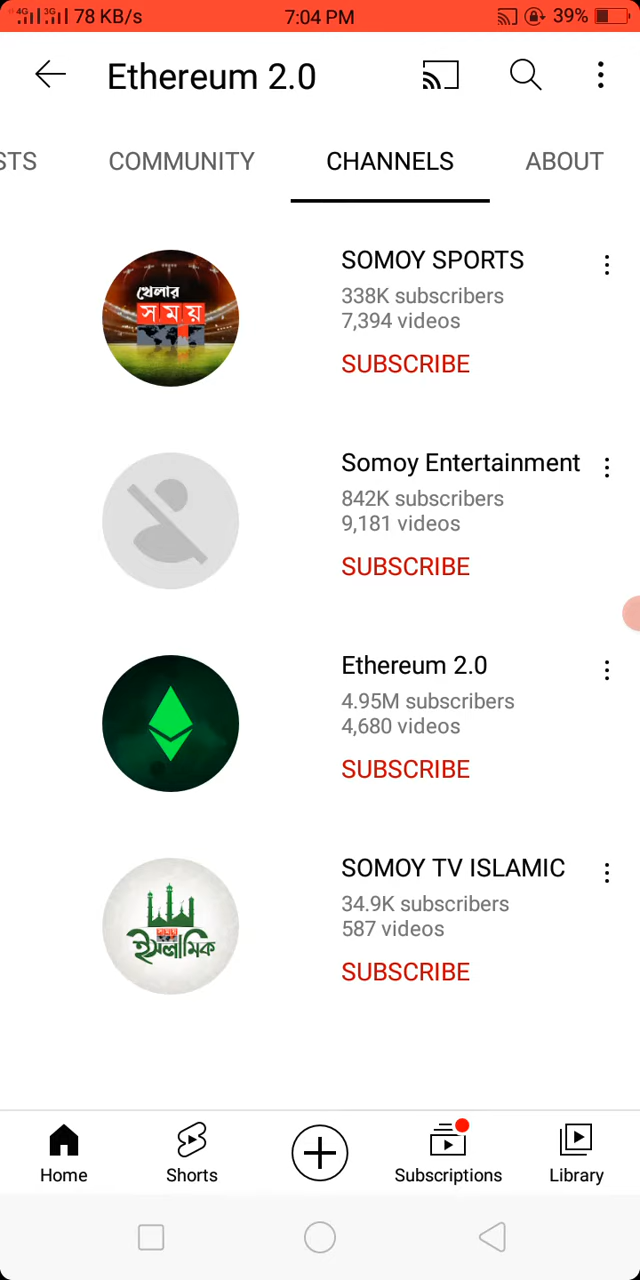 4G 3G 78 KB/s 7:04 PM 39%
Ethereum 2.0
STS COMMUNITY CHANNELS ABOUT
SOMOY SPORTS
338K subscribers
7,394 videos
SUBSCRIBE
খেলার
সময়
Somoy Entertainment
842K subscribers
9,181 videos
SUBSCRIBE
Ethereum 2.0
4.95M subscribers
4,680 videos
SUBSCRIBE
SOMOY TV ISLAMIC
34.9K subscribers
587 videos
SUBSCRIBE
সময়
ইসলামিক
Home Shorts Subscriptions Library